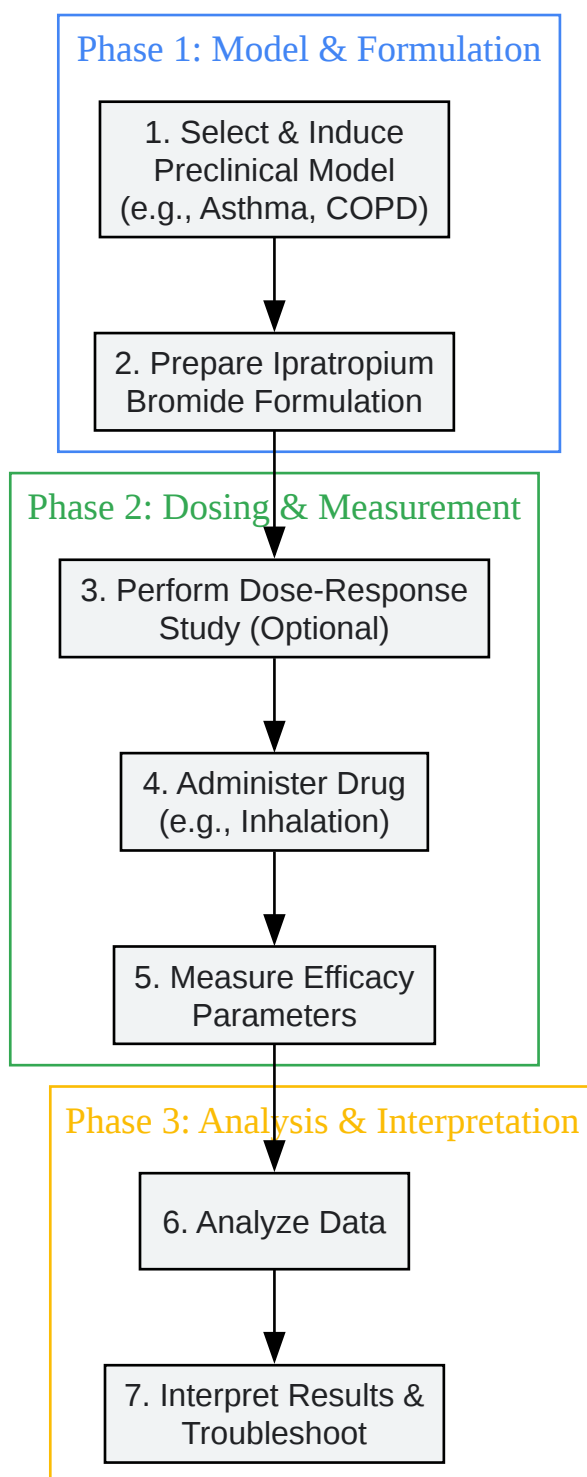 Phase 1: Model & Formulation
1. Select & Induce
Preclinical Model
(e.g., Asthma, COPD)
2. Prepare Ipratropium
Bromide Formulation
Phase 2: Dosing & Measurement
3. Perform Dose-Response
Study (Optional)
4. Administer Drug
(e.g., Inhalation)
5. Measure Efficacy
Parameters
Phase 3: Analysis & Interpretation
6. Analyze Data
7. Interpret Results &
Troubleshoot